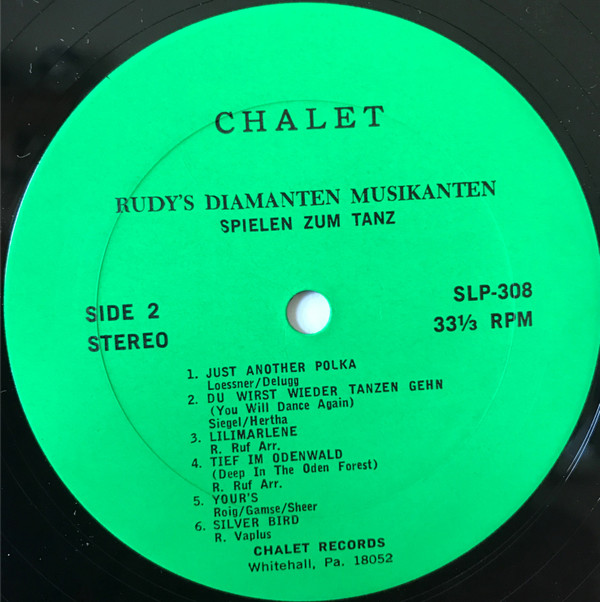 CHALET
RUDY'S DIAMANTEN MUSIKANTEN
SPIELEN ZUM TANZ
SIDE 2
STEREO
SLP-308
33⅓ RPM
1. JUST ANOTHER POLKA
Loessner/Delugg
2. DU WIRST WIEDER TANZEN GEHN
(You Will Dance Again)
Siegel/Hertha
3. LILIMARLENE
R. Ruf Arr.
4. TIEF IM ODENWALD
(Deep In The Oden Forest)
R. Ruf Arr.
5. YOUR'S
Roig/Gamse/Sheer
6. SILVER BIRD
R. Vaplus
CHALET RECORDS
Whitehall, Pa. 18052